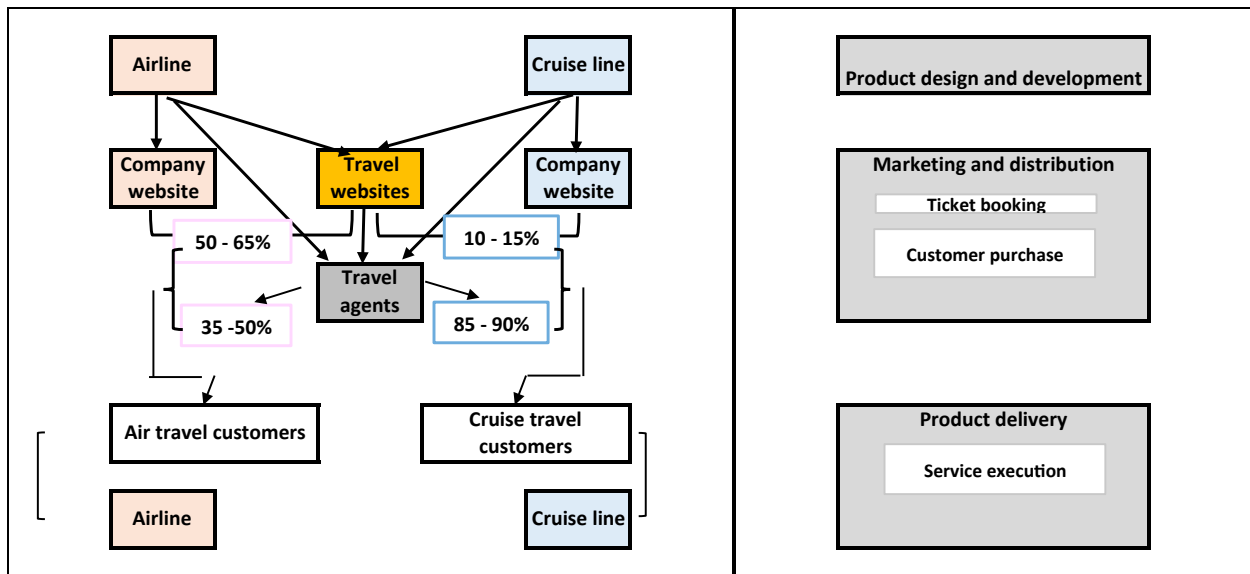 Airline
Cruise line
Company
website
Travel
websites
Company
website
50 - 65%
10 - 15%
Travel
agents
35 -50%
85 - 90%
Air travel customers
Cruise travel
customers
Airline
Cruise line
Product design and development
Marketing and distribution
Ticket booking
Customer purchase
Product delivery
Service execution